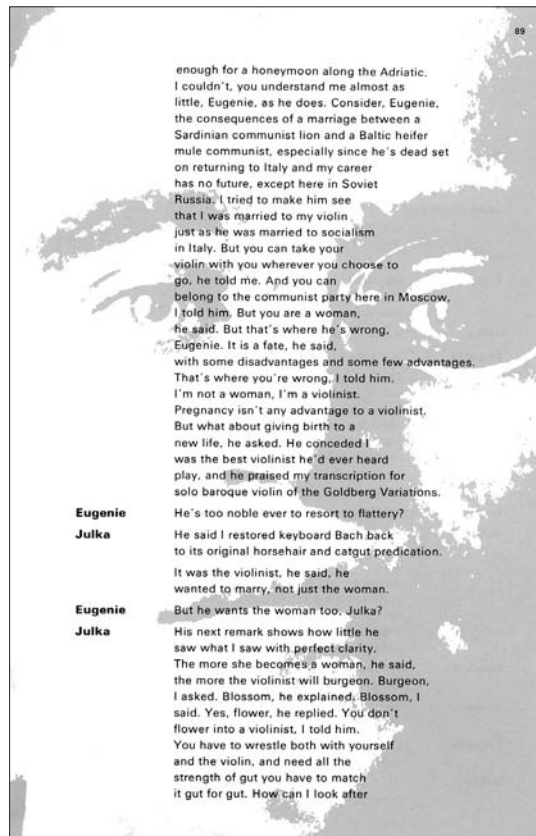 89
enough for a honeymoon along the Adriatic.
I couldn't, you understand me almost as
little, Eugenie, as he does. Consider, Eugenie,
the consequences of a marriage between a
Sardinian communist lion and a Baltic heifer
mule communist, especially since he's dead set
on returning to Italy and my career
has no future, except here in Soviet
Russia. I tried to make him see
that I was married to my violin
just as he was married to socialism
in Italy. But you can take your
violin with you wherever you choose to
go, he told me. And you can
belong to the communist party here in Moscow,
I told him. But you are a woman,
he said. But that's where he's wrong,
Eugenie. It is a fate, he said,
with some disadvantages and some few advantages.
That's where you're wrong, I told him.
I'm not a woman, I'm a violinist.
Pregnancy isn't any advantage to a violinist.
But what about giving birth to a
new life, he asked. He conceded I
was the best violinist he'd ever heard
play, and he praised my transcription for
solo baroque violin of the Goldberg Variations.
Eugenie He's too noble ever to resort to flattery?
Julka He said I restored keyboard Bach back
to its original horsehair and catgut predication.
It was the violinist, he said, he
wanted to marry, not just the woman.
Eugenie But he wants the woman too, Julka?
Julka His next remark shows how little he
saw what I saw with perfect clarity.
The more she becomes a woman, he said,
the more the violinist will burgeon. Burgeon,
I asked. Blossom, he explained. Blossom, I
said. Yes, flower, he replied. You don't
flower into a violinist, I told him.
You have to wrestle both with yourself
and the violin, and need all the
strength of gut you have to match
it gut for gut. How can I look after